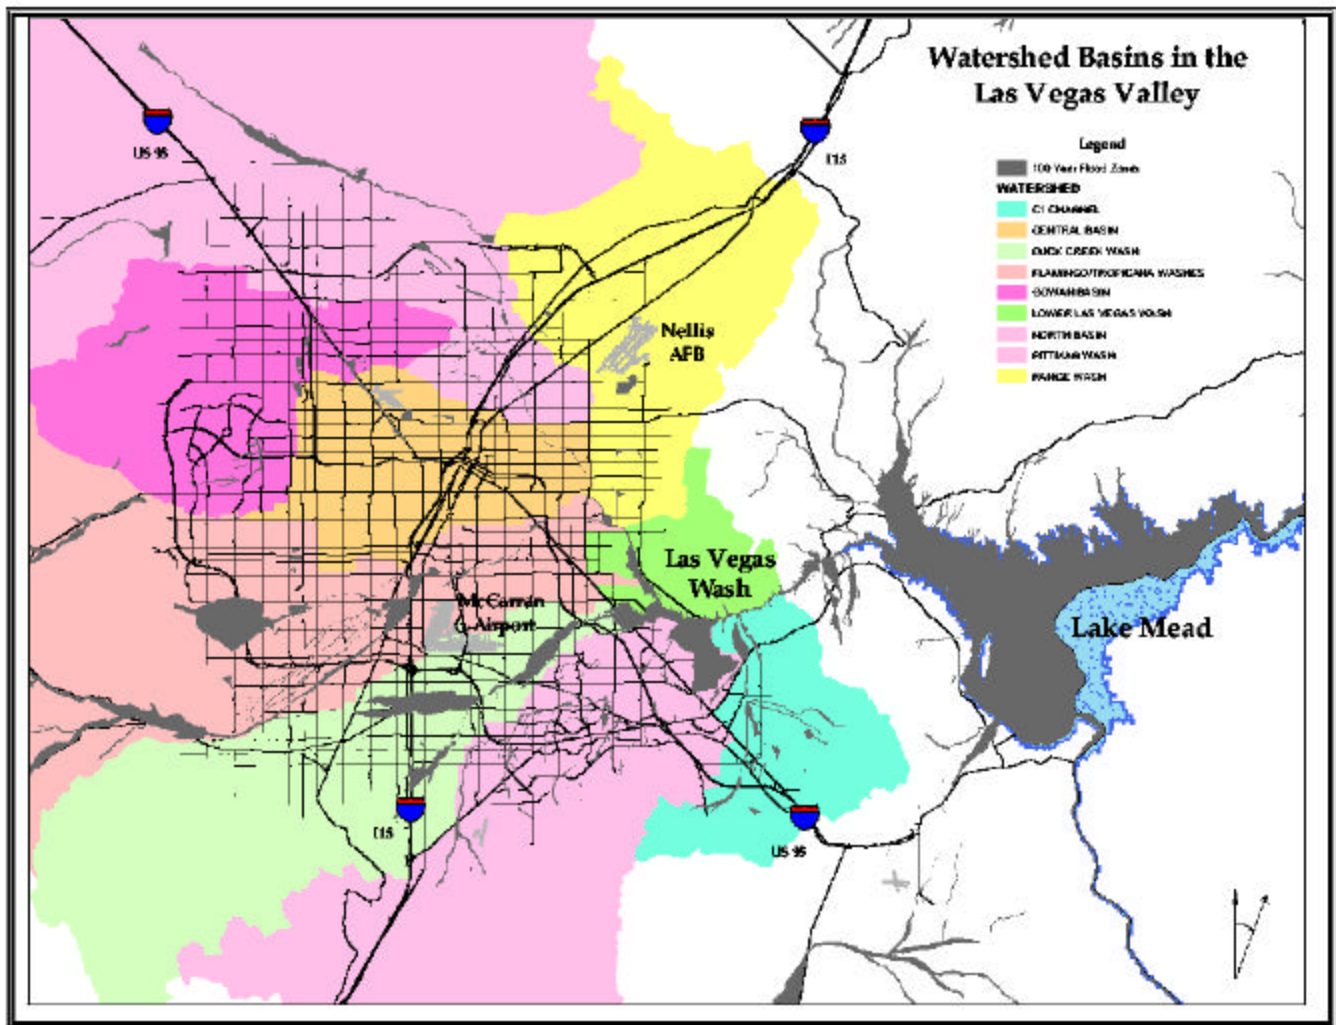 Watershed Basins in the
Las Vegas Valley
Legend
100 Year Flood Zones
WATERSHED
C1 CHANNEL
CENTRAL BASIN
DUCK CREEK WASH
FLAMINGO/TROPICANA WASHES
GOWAN BASIN
LOWER LAS VEGAS WASH
NORTH BASIN
PITTMAN WASH
RANGE WASH
US 95
I 15
Nellis
AFB
Las Vegas
Wash
McCarran
Airport
Lake Mead
I 15
US 95